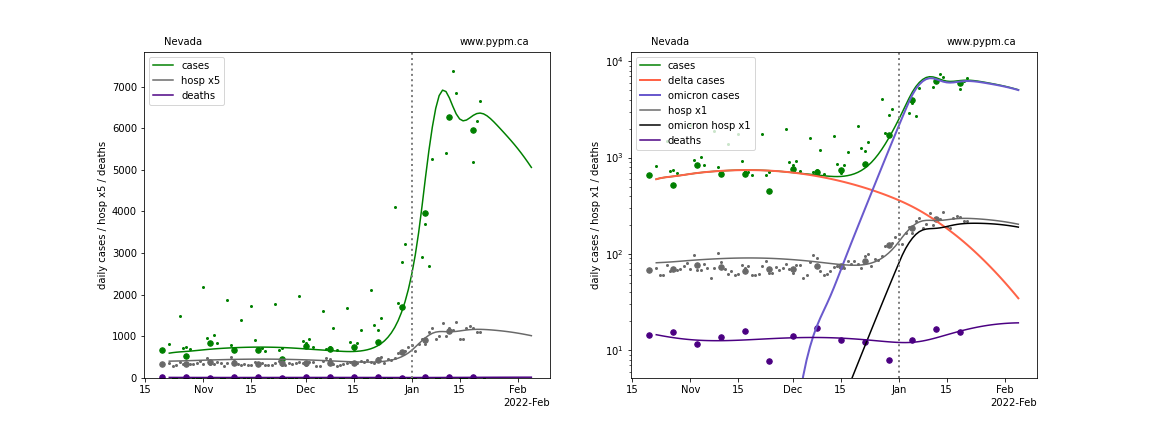 Nevada
www.pypm.ca
cases
hosp x5
deaths
daily cases / hosp x5 / deaths
7000
6000
5000
4000
3000
2000
1000
0
15
Nov
15
Dec
15
Jan
15
Feb
2022-Feb
Nevada
www.pypm.ca
cases
delta cases
omicron cases
hosp x1
omicron hosp x1
deaths
daily cases / hosp x1 / deaths
10⁴
10³
10²
10¹
15
Nov
15
Dec
15
Jan
15
Feb
2022-Feb